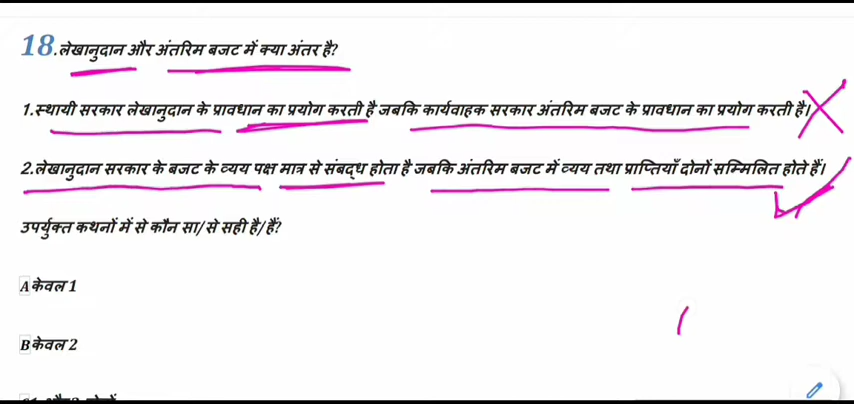 18.लेखानुदान और अंतरिम बजट में क्या अंतर है?
1.स्थायी सरकार लेखानुदान के प्रावधान का प्रयोग करती है जबकि कार्यवाहक सरकार अंतरिम बजट के प्रावधान का प्रयोग करती है।
2.लेखानुदान सरकार के बजट के व्यय पक्ष मात्र से संबद्ध होता है जबकि अंतरिम बजट में व्यय तथा प्राप्तियाँ दोनों सम्मिलित होते हैं।
उपर्युक्त कथनों में से कौन सा/से सही है/हैं?
A केवल 1
B केवल 2